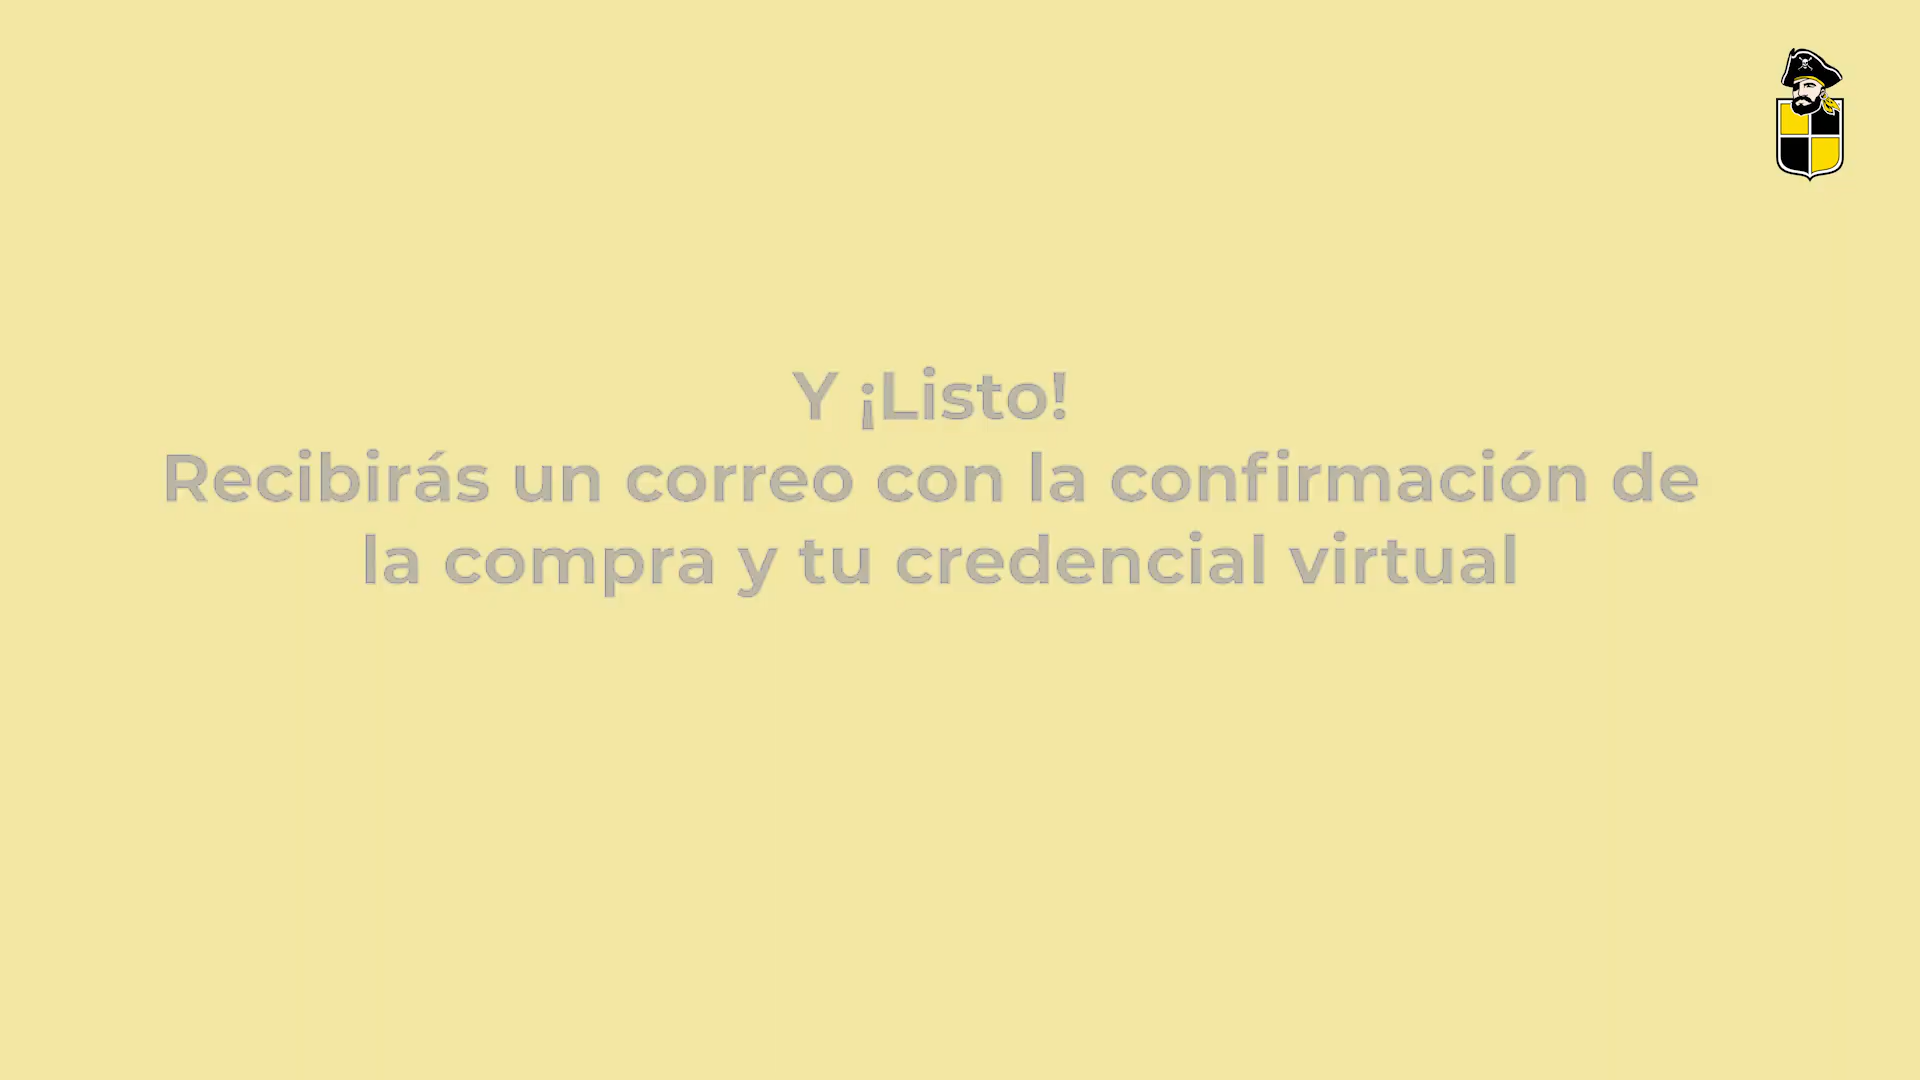 Y ¡Listo!
Recibirás un correo con la confirmación de
la compra y tu credencial virtual